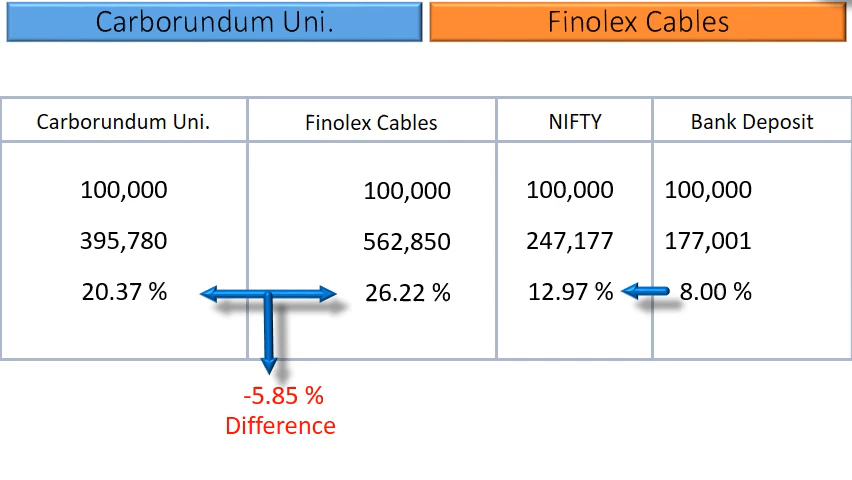 Carborundum Uni. Finolex Cables
Carborundum Uni. Finolex Cables NIFTY Bank Deposit
100,000 100,000 100,000 100,000
395,780 562,850 247,177 177,001
20.37 % 26.22 % 12.97 % 8.00 %
-5.85 %
Difference